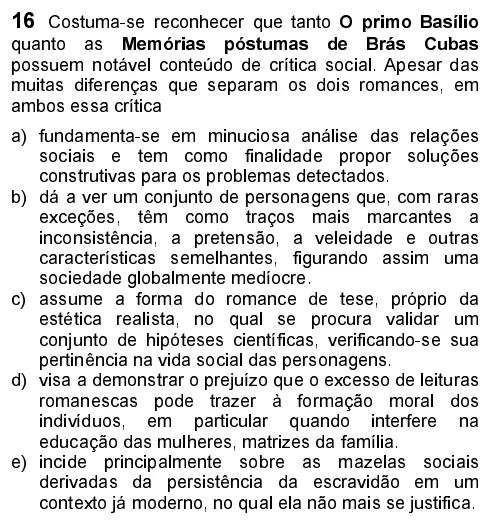 16 Costuma-se reconhecer que tanto O primo Basílio
quanto as Memórias póstumas de Brás Cubas
possuem notável conteúdo de crítica social. Apesar das
muitas diferenças que separam os dois romances, em
ambos essa crítica
a) fundamenta-se em minuciosa análise das relações
sociais e tem como finalidade propor soluções
construtivas para os problemas detectados.
b) dá a ver um conjunto de personagens que, com raras
exceções, têm como traços mais marcantes a
inconsistência, a pretensão, a veleidade e outras
características semelhantes, figurando assim uma
sociedade globalmente medíocre.
c) assume a forma do romance de tese, próprio da
estética realista, no qual se procura validar um
conjunto de hipóteses científicas, verificando-se sua
pertinência na vida social das personagens.
d) visa a demonstrar o prejuízo que o excesso de leituras
romanescas pode trazer à formação moral dos
indivíduos, em particular quando interfere na
educação das mulheres, matrizes da família.
e) incide principalmente sobre as mazelas sociais
derivadas da persistência da escravidão em um
contexto já moderno, no qual ela não mais se justifica.